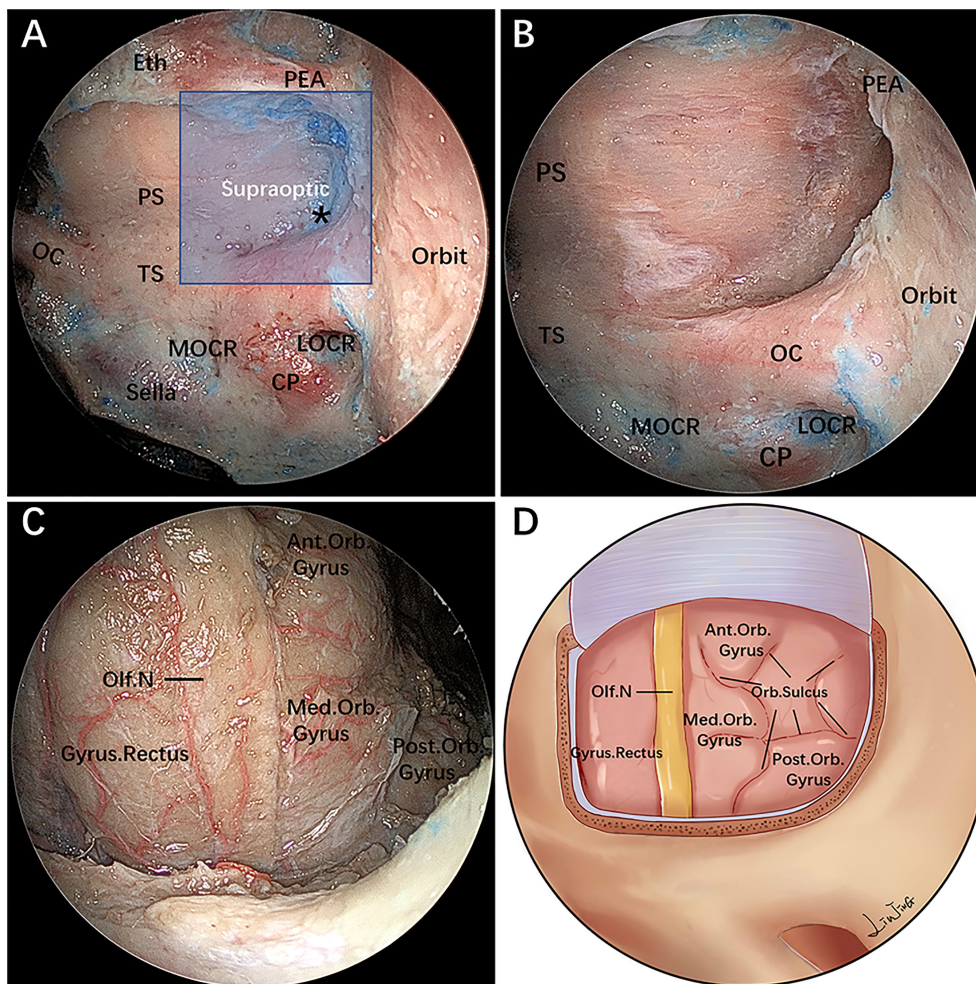 A
Eth
PEA
Supraoptic
*
PS
OC
TS
Orbit
MOCR
LOCR
CP
Sella
B
PEA
PS
Orbit
TS
OC
MOCR
LOCR
CP
C
Ant.Orb.
Gyrus
Olf.N
Med.Orb.
Gyrus
Gyrus.Rectus
Post.Orb.
Gyrus
D
Ant.Orb.
Gyrus
Olf.N
Orb.Sulcus
Med.Orb.
Gyrus
Gyrus.Rectus
Post.Orb.
Gyrus
LiuJinG